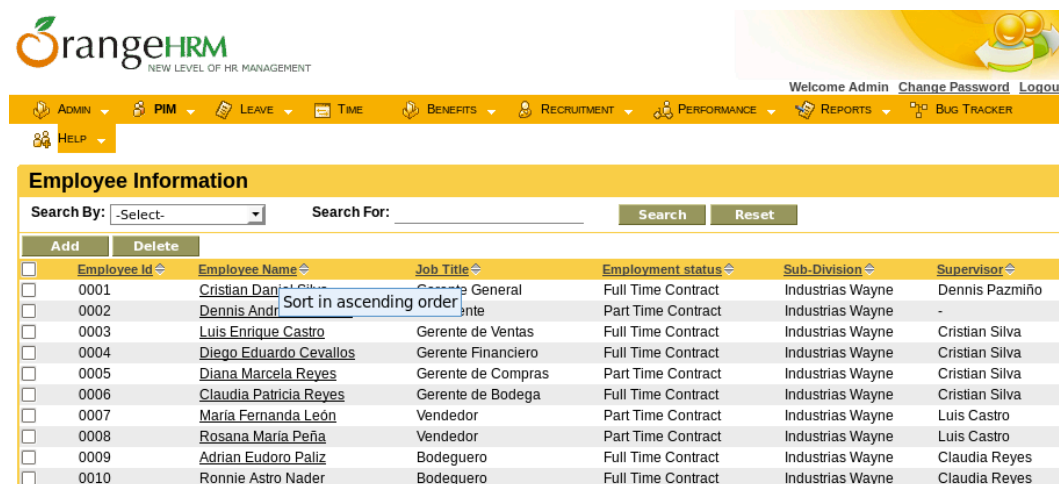 OrangeHRM
NEW LEVEL OF HR MANAGEMENT
Welcome Admin Change Password Logou
ADMIN PIM LEAVE TIME BENEFITS RECRUITMENT PERFORMANCE REPORTS BUG TRACKER
HELP
Employee Information
Search By: -Select- Search For: Search Reset
Add Delete
Employee Id Employee Name Job Title Employment status Sub-Division Supervisor
0001 Cristian Daniel Silva Gerente General Full Time Contract Industrias Wayne Dennis Pazmiño
Sort in ascending order
0002 Dennis Andr ente Part Time Contract Industrias Wayne -
0003 Luis Enrique Castro Gerente de Ventas Full Time Contract Industrias Wayne Cristian Silva
0004 Diego Eduardo Cevallos Gerente Financiero Full Time Contract Industrias Wayne Cristian Silva
0005 Diana Marcela Reyes Gerente de Compras Part Time Contract Industrias Wayne Cristian Silva
0006 Claudia Patricia Reyes Gerente de Bodega Full Time Contract Industrias Wayne Cristian Silva
0007 María Fernanda León Vendedor Part Time Contract Industrias Wayne Luis Castro
0008 Rosana María Peña Vendedor Part Time Contract Industrias Wayne Luis Castro
0009 Adrian Eudoro Paliz Bodeguero Full Time Contract Industrias Wayne Claudia Reyes
0010 Ronnie Astro Nader Bodeguero Full Time Contract Industrias Wayne Claudia Reyes